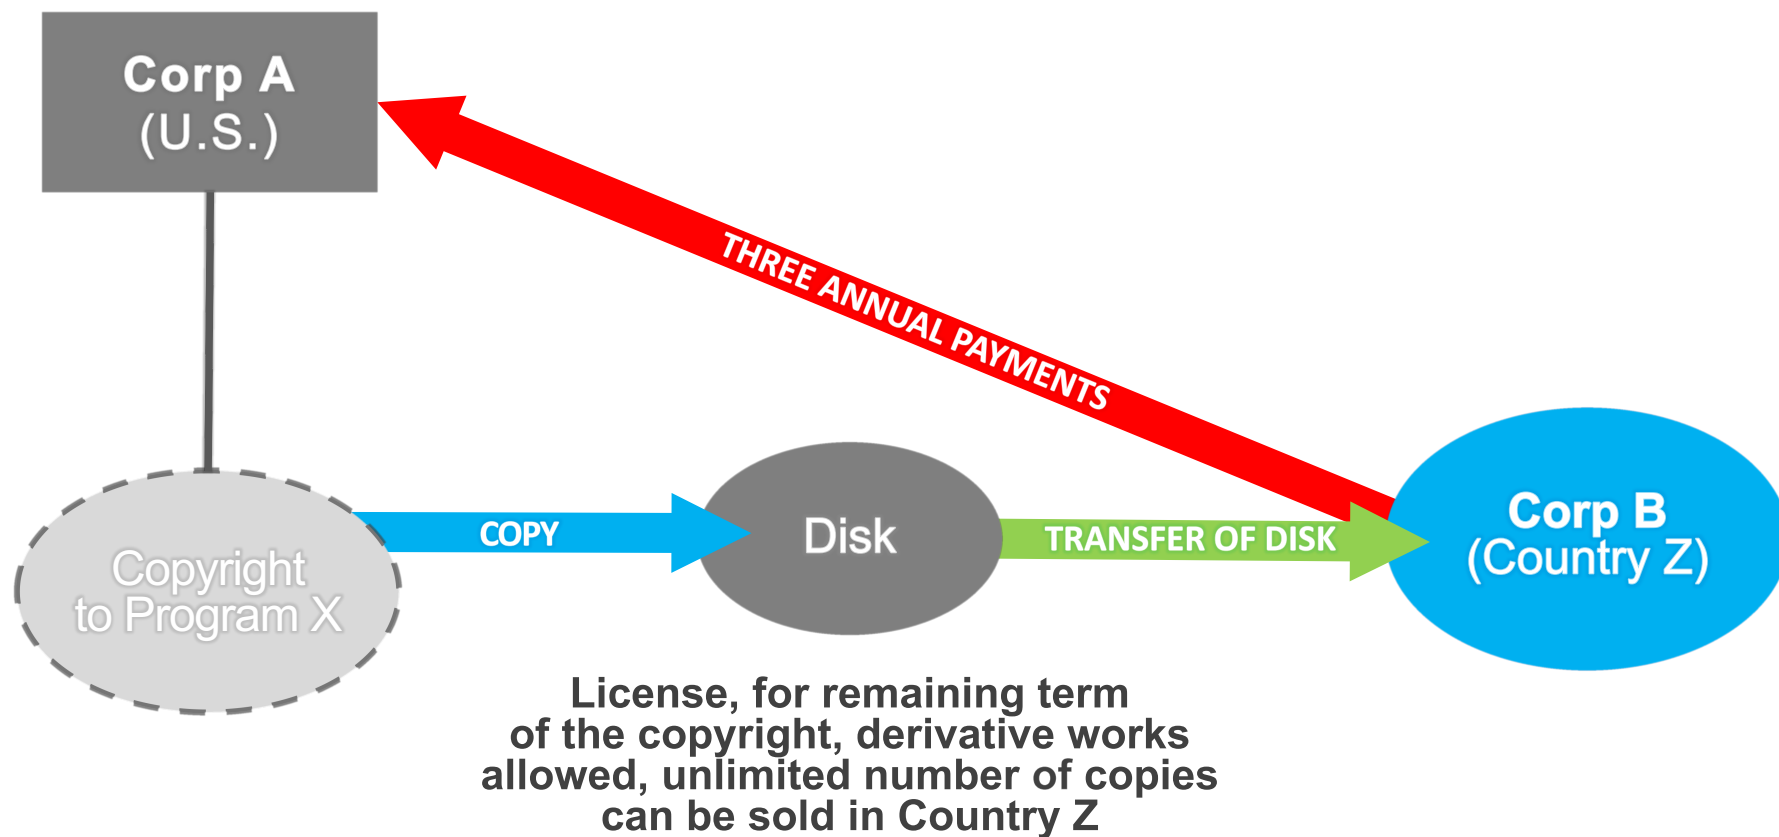 Corp A
(U.S.)
THREE ANNUAL PAYMENTS
Copyright
to Program X
COPY
Disk
TRANSFER OF DISK
Corp B
(Country Z)
License, for remaining term
of the copyright, derivative works
allowed, unlimited number of copies
can be sold in Country Z